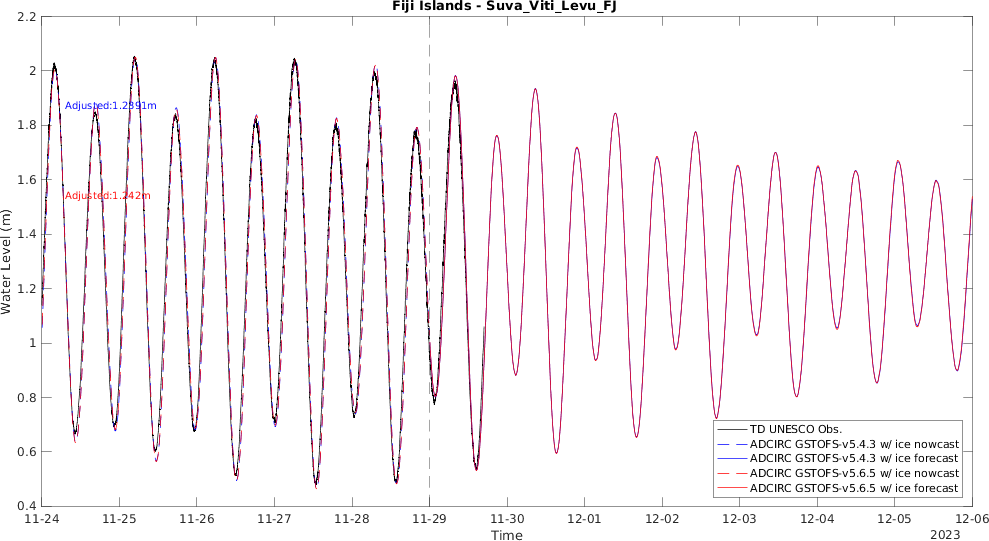 Fiji Islands - Suva_Viti_Levu_FJ
2.2
2
1.8
1.6
1.4
1.2
1
0.8
0.6
0.4
Water Level (m)
Adjusted:1.2391m
Adjusted:1.242m
TD UNESCO Obs.
ADCIRC GSTOFS-v5.4.3 w/ ice nowcast
ADCIRC GSTOFS-v5.4.3 w/ ice forecast
ADCIRC GSTOFS-v5.6.5 w/ ice nowcast
ADCIRC GSTOFS-v5.6.5 w/ ice forecast
11-24 11-25 11-26 11-27 11-28 11-29 11-30 12-01 12-02 12-03 12-04 12-05 12-06
Time
2023